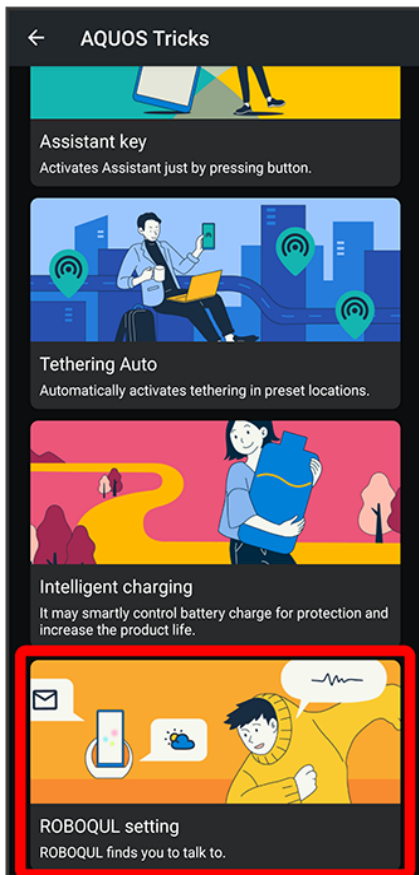 AQUOS Tricks
Assistant key
Activates Assistant just by pressing button.
Tethering Auto
Automatically activates tethering in preset locations.
Intelligent charging
It may smartly control battery charge for protection and
increase the product life.
ROBOQUL setting
ROBOQUL finds you to talk to.